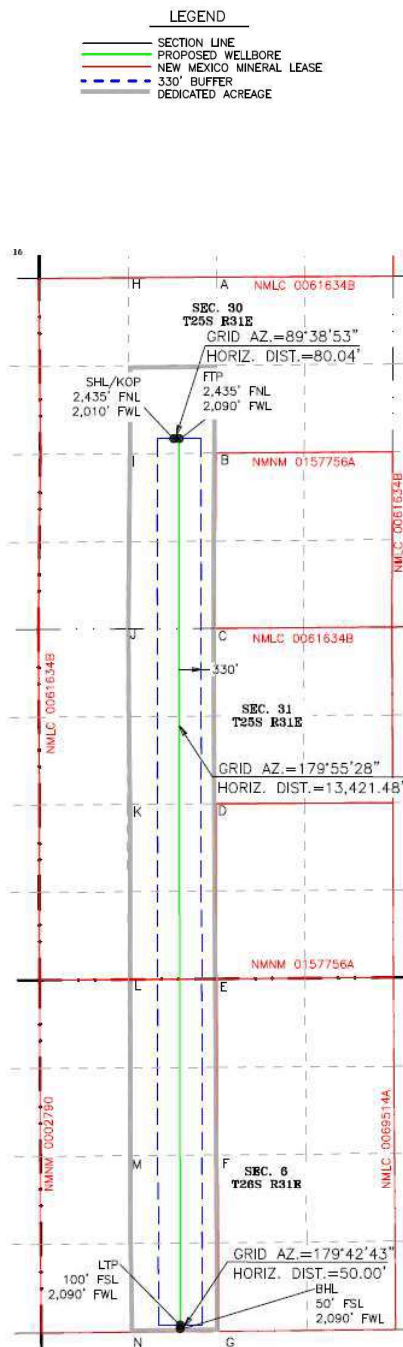 LEGEND
SECTION LINE
PROPOSED WELLBORE
NEW MEXICO MINERAL LEASE
330' BUFFER
DEDICATED ACREAGE
H
A
NMLC 0061634B
SEC. 30
T25S R31E
GRID AZ.=89°38'53"
HORIZ. DIST.=80.04'
SHL/KOP
2,435' FNL
2,010' FWL
FTP
2,435' FNL
2,090' FWL
I
B
NMNM 0157756A
NMLC 0061634B
J
C
NMLC 0061634B
NMLC 0061634B
330'
SEC. 31
T25S R31E
GRID AZ.=179°55'28"
HORIZ. DIST.=13,421.48'
K
D
NMNM 0157756A
L
E
NMNM 0002790
NMLC 0069514A
M
F
SEC. 6
T26S R31E
LTP
100' FSL
2,090' FWL
GRID AZ.=179°42'43"
HORIZ. DIST.=50.00'
BHL
50' FSL
2,090' FWL
N
G